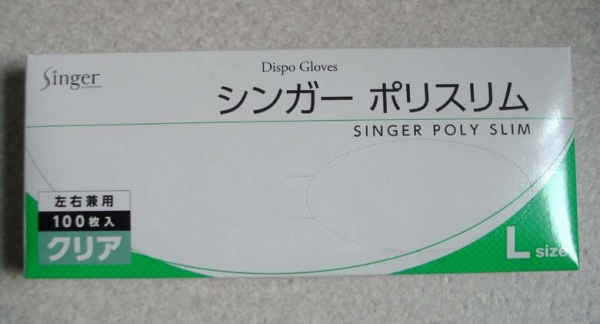 Singer
Dispo Gloves
シンガー ポリスリム
SINGER POLY SLIM
左右兼用
100枚入
クリア
L size